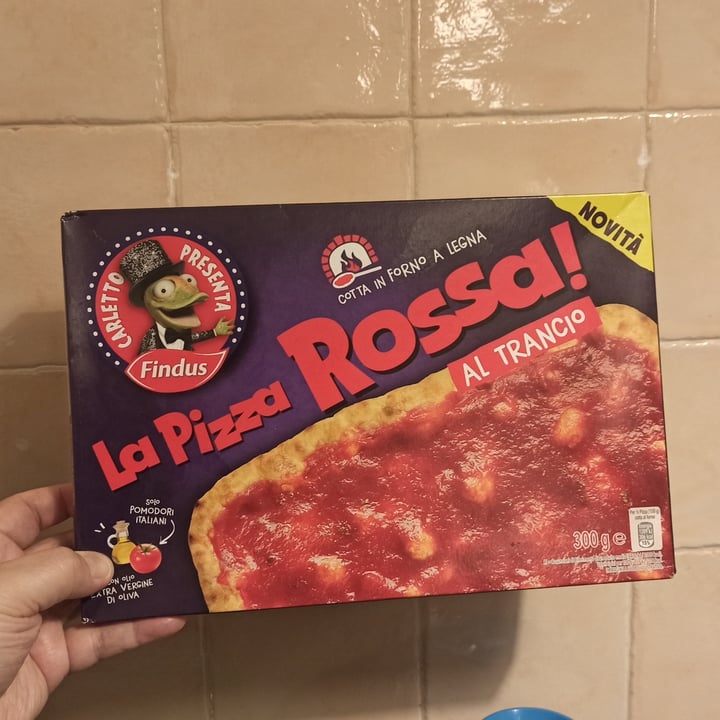 CARLETTO PRESENTA
Findus
COTTA IN FORNO A LEGNA
NOVITÀ
La Pizza Rossa!
AL TRANCIO
SOLO
POMODORI
ITALIANI
CON OLIO
EXTRA VERGINE
DI OLIVA
300 g ℮